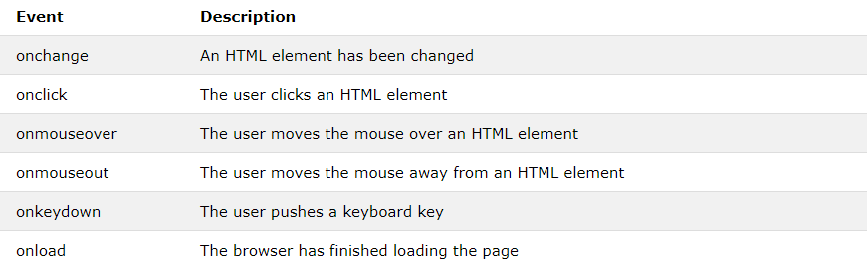 Event Description
onchange An HTML element has been changed
onclick The user clicks an HTML element
onmouseover The user moves the mouse over an HTML element
onmouseout The user moves the mouse away from an HTML element
onkeydown The user pushes a keyboard key
onload The browser has finished loading the page